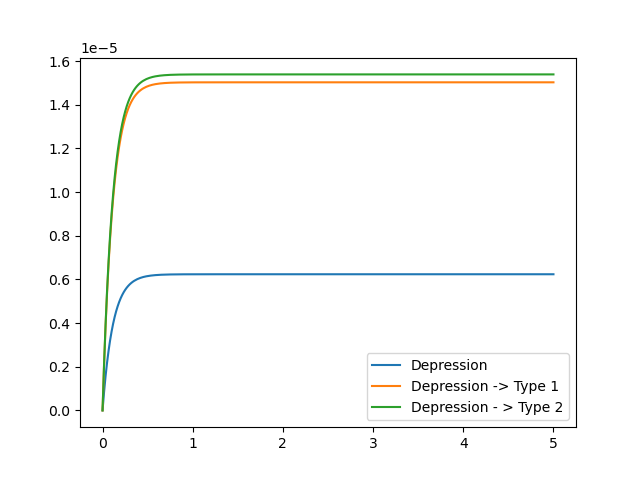 1e−5
1.6
1.4
1.2
1.0
0.8
0.6
0.4
0.2
0.0
0 1 2 3 4 5
Depression
Depression -> Type 1
Depression - > Type 2